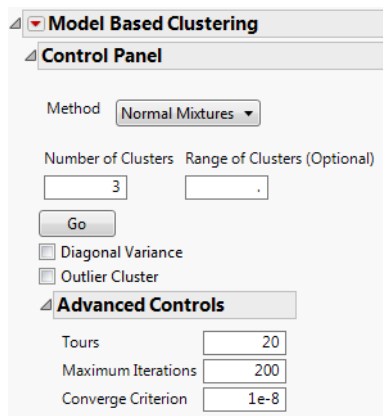 Model Based Clustering
Control Panel
Method Normal Mixtures
Number of Clusters Range of Clusters (Optional)
3 .
Go
Diagonal Variance
Outlier Cluster
Advanced Controls
Tours 20
Maximum Iterations 200
Converge Criterion 1e-8